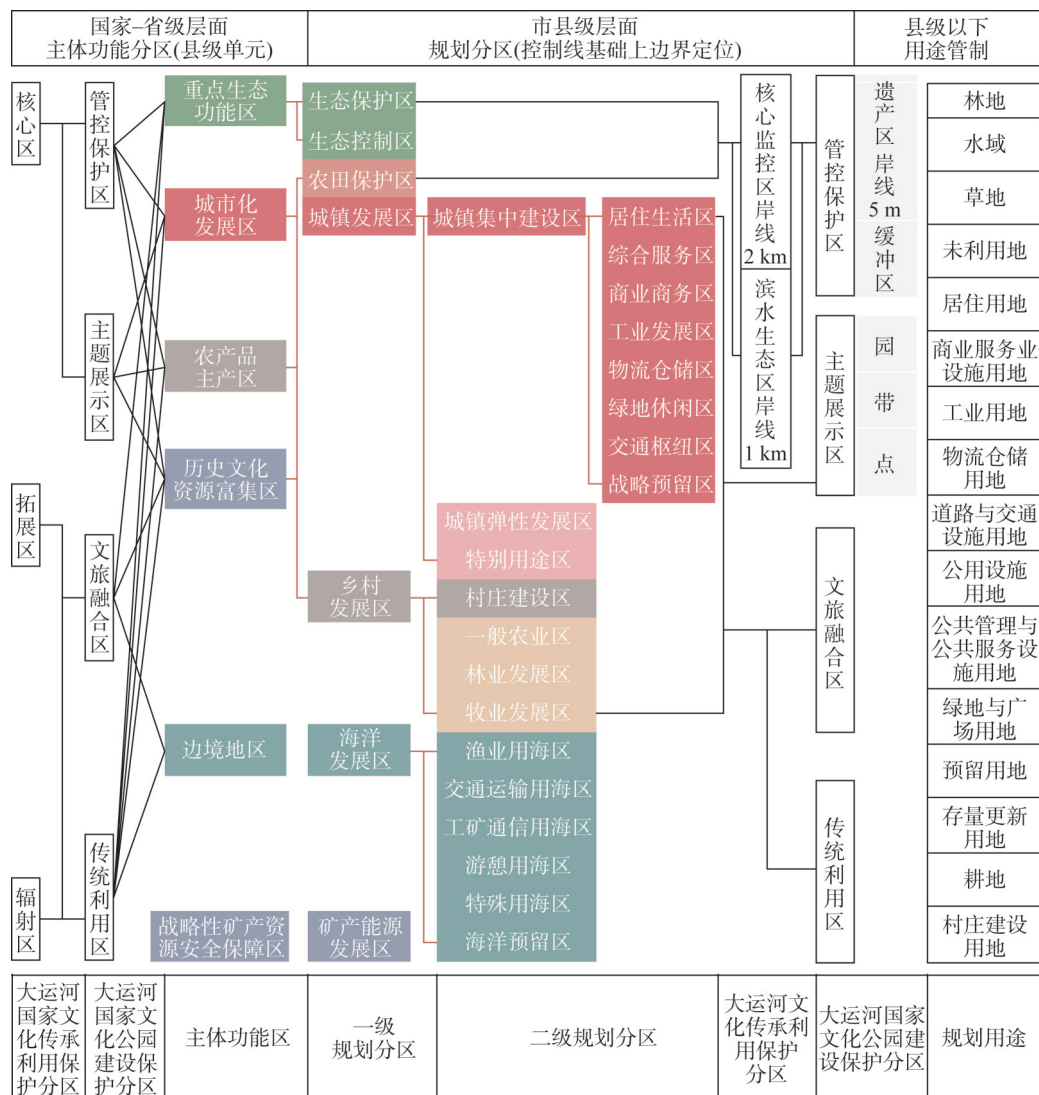 国家–省级层面
主体功能分区(县级单元)
市县级层面
规划分区(控制线基础上边界定位)
县级以下
用途管制
核心区
拓展区
辐射区
管控保护区
主题展示区
文旅融合区
传统利用区
重点生态
功能区
城市化
发展区
农产品
主产区
历史文化
资源富集区
边境地区
战略性矿产资
源安全保障区
生态保护区
生态控制区
农田保护区
城镇发展区
乡村
发展区
海洋
发展区
矿产能源
发展区
城镇集中建设区
城镇弹性发展区
特别用途区
村庄建设区
一般农业区
林业发展区
牧业发展区
渔业用海区
交通运输用海区
工矿通信用海区
游憩用海区
特殊用海区
海洋预留区
居住生活区
综合服务区
商业商务区
工业发展区
物流仓储区
绿地休闲区
交通枢纽区
战略预留区
核心监控区岸线
2 km
滨水生态区岸线
1 km
管控保护区
主题展示区
文旅融合区
传统利用区
遗产区岸线
5 m
缓冲区
园
带
点
林地
水域
草地
未利用地
居住用地
商业服务业
设施用地
工业用地
物流仓储
用地
道路与交通
设施用地
公用设施
用地
公共管理与
公共服务设
施用地
绿地与广
场用地
预留用地
存量更新
用地
耕地
村庄建设
用地
大运河
国家文
化传承
利用保
护分区
大运河
国家文
化公园
建设保
护分区
主体功能区
一级
规划分区
二级规划分区
大运河文
化传承利
用保护
分区
大运河国家
文化公园建
设保护分区
规划用途